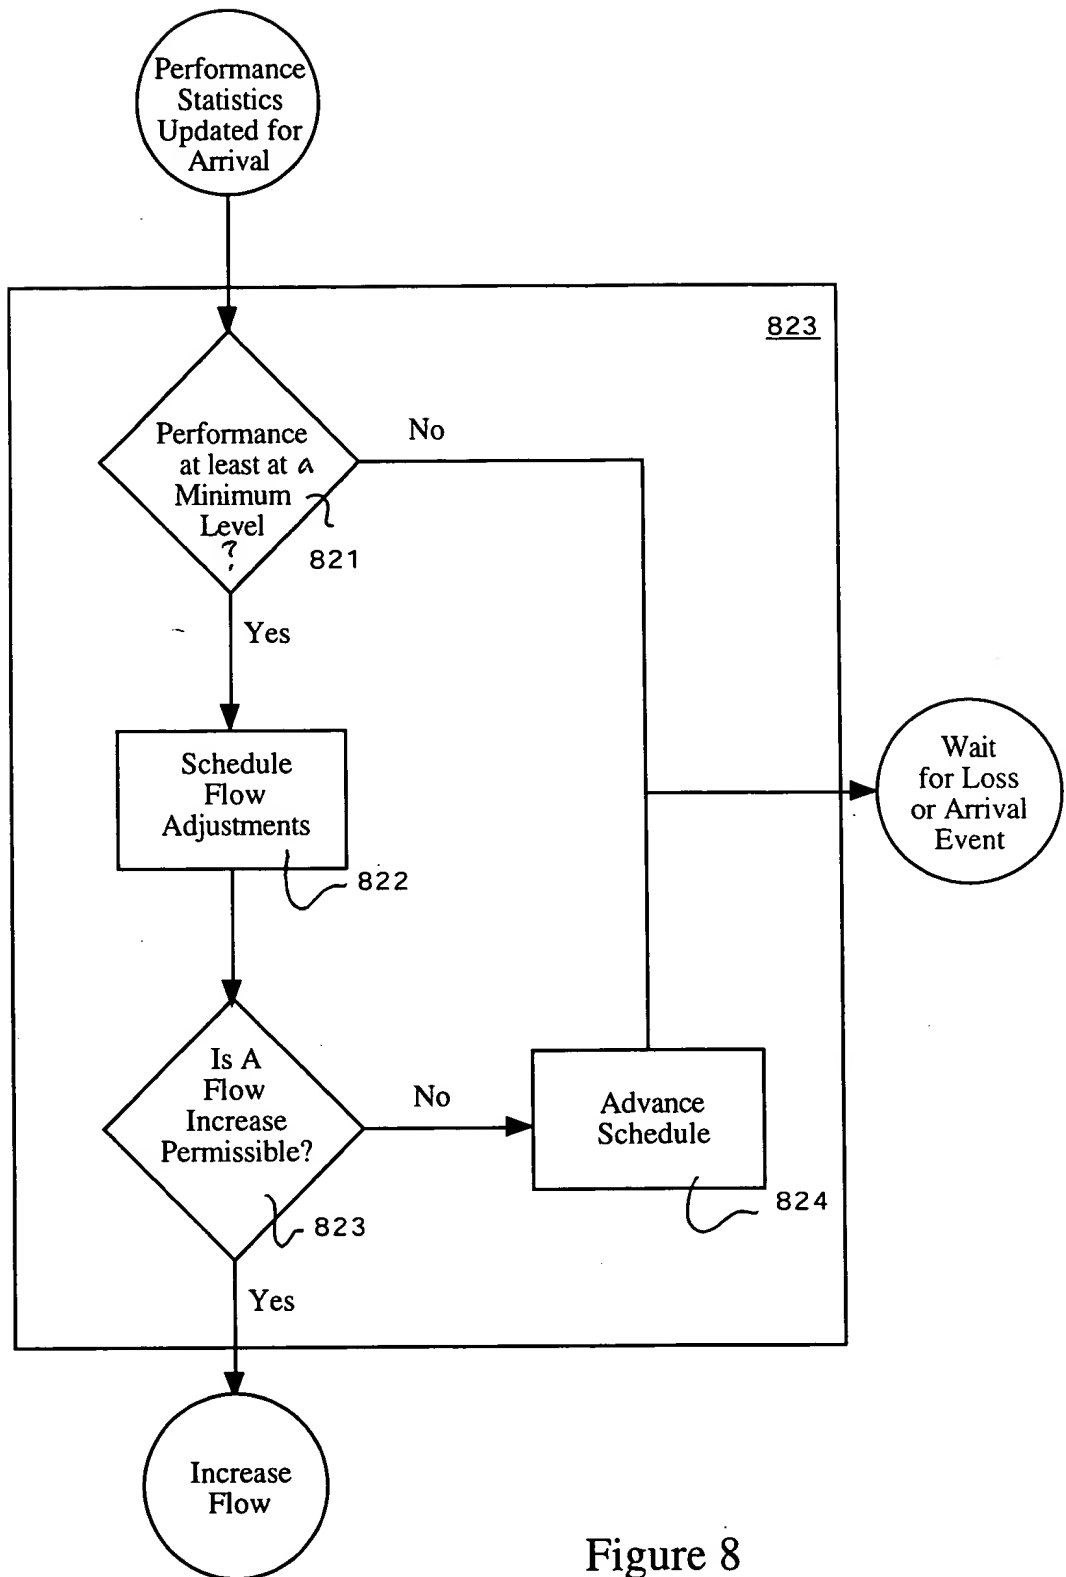 Performance
Statistics
Updated for
Arrival
823
Performance
at least at a
Minimum
Level
?
821
No
Yes
Schedule
Flow
Adjustments
822
Wait
for Loss
or Arrival
Event
Is A
Flow
Increase
Permissible?
823
No
Advance
Schedule
824
Yes
Increase
Flow
Figure 8